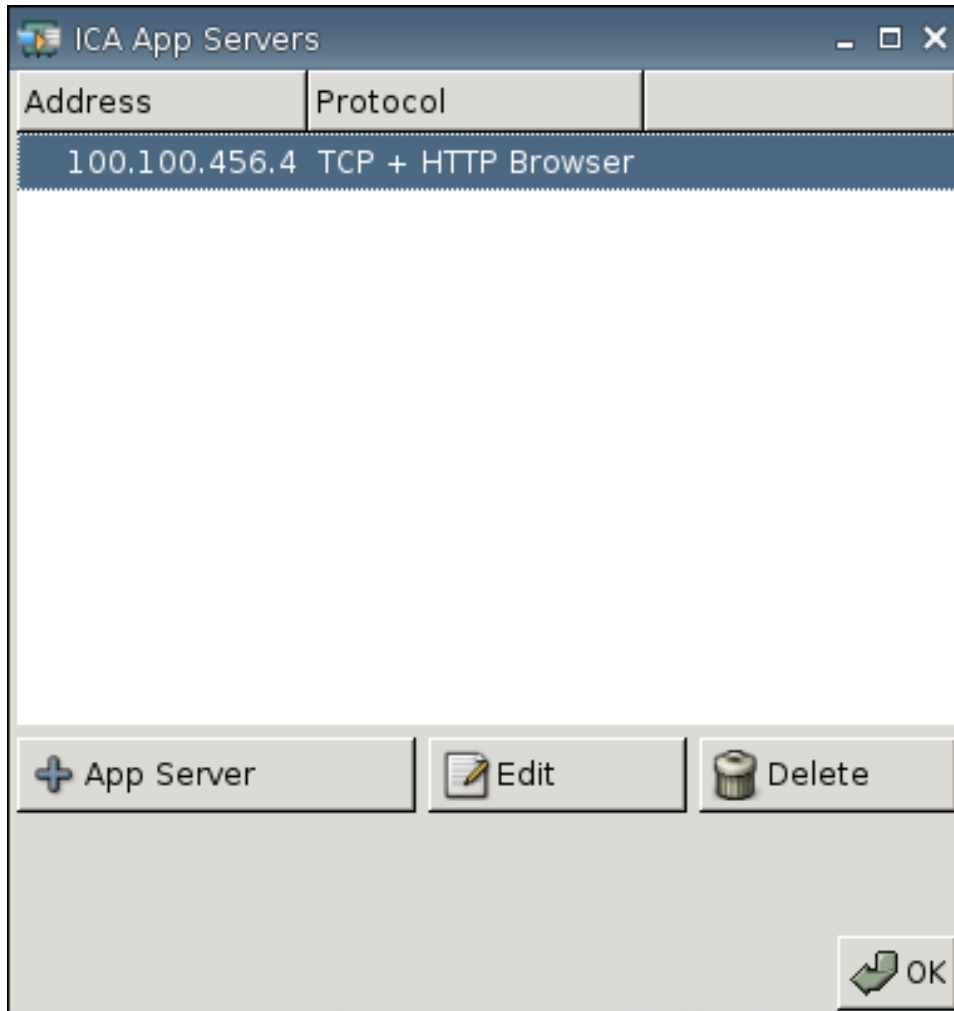 ICA App Servers
Address Protocol
100.100.456.4 TCP + HTTP Browser
App Server Edit Delete
OK